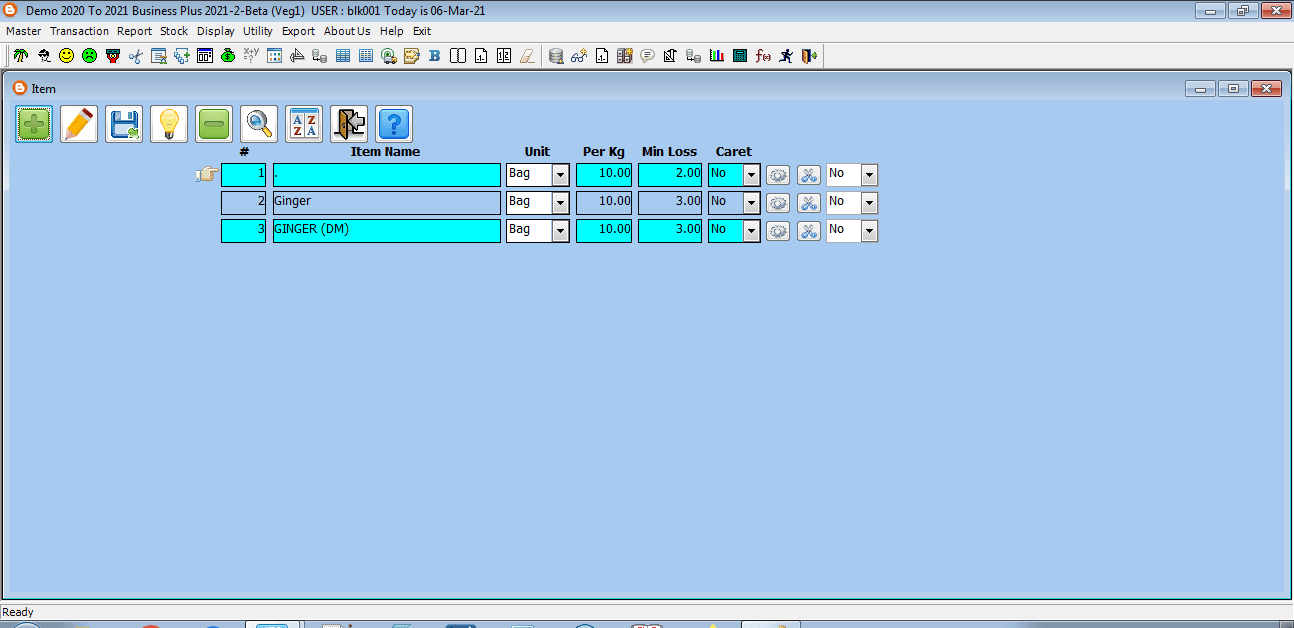 Demo 2020 To 2021 Business Plus 2021-2-Beta (Veg1) USER : blk001 Today is 06-Mar-21
Master Transaction Report Stock Display Utility Export About Us Help Exit
X+Y B 1 12 1 f(x)
Item
A Z Z A ?
# Item Name Unit Per Kg Min Loss Caret
1 . Bag 10.00 2.00 No No
2 Ginger Bag 10.00 3.00 No No
3 GINGER (DM) Bag 10.00 3.00 No No
Ready